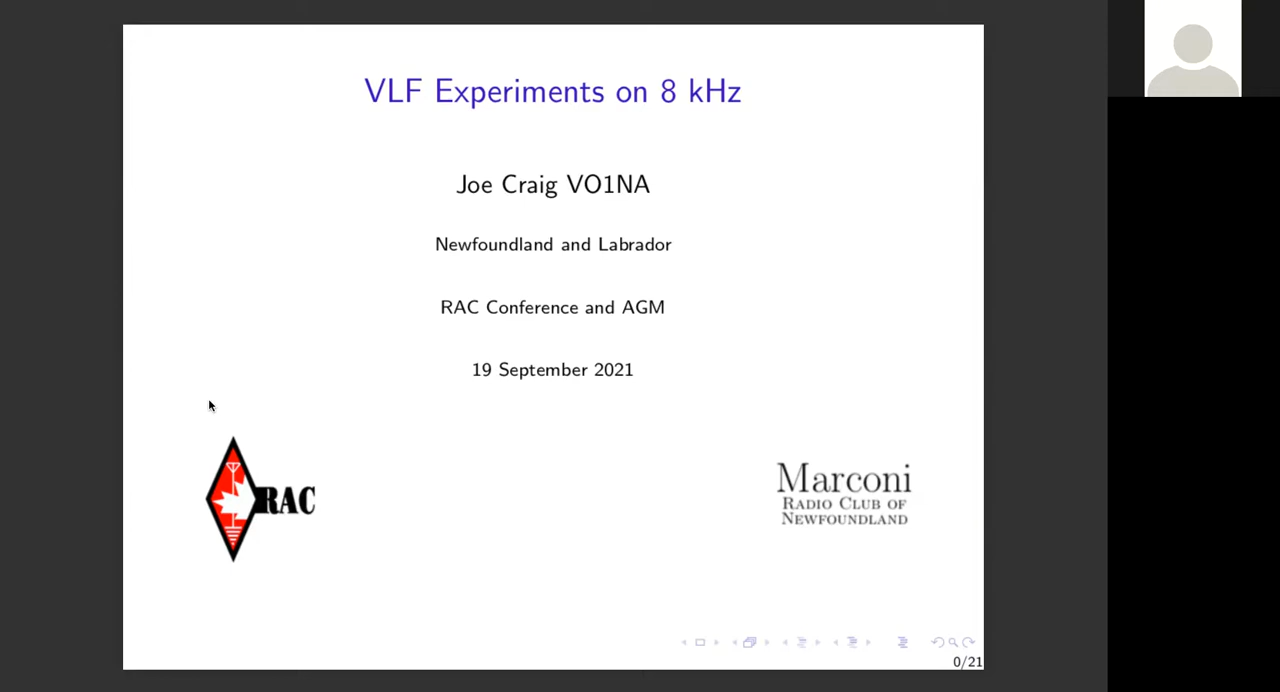 VLF Experiments on 8 kHz
Joe Craig VO1NA
Newfoundland and Labrador
RAC Conference and AGM
19 September 2021
RAC
Marconi
Radio Club of
Newfoundland
0/21